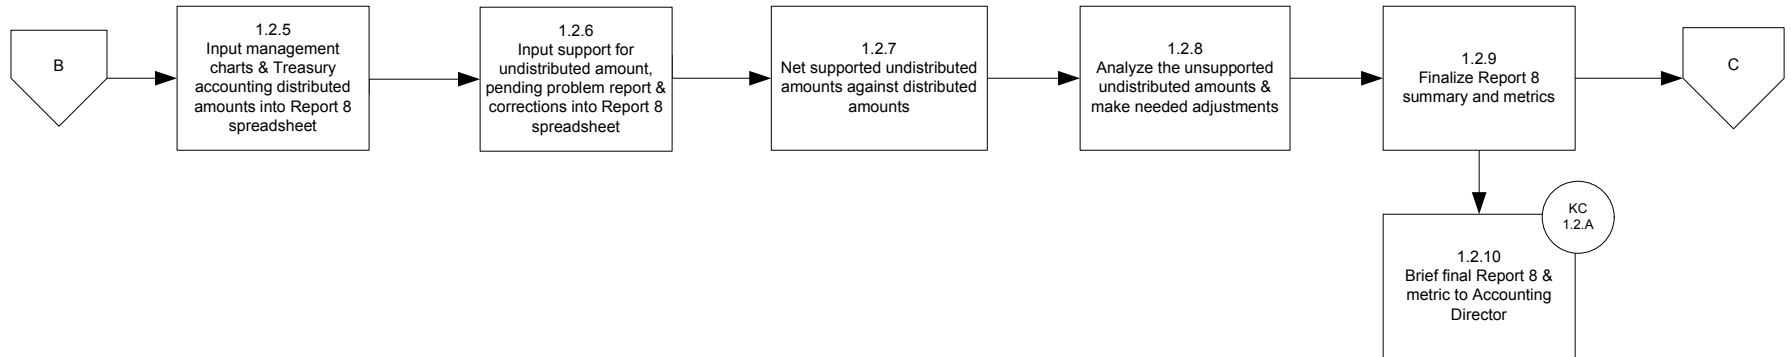 B
1.2.5
Input management
charts & Treasury
accounting distributed
amounts into Report 8
spreadsheet
1.2.6
Input support for
undistributed amount,
pending problem report &
corrections into Report 8
spreadsheet
1.2.7
Net supported undistributed
amounts against distributed
amounts
1.2.8
Analyze the unsupported
undistributed amounts &
make needed adjustments
1.2.9
Finalize Report 8
summary and metrics
C
KC
1.2.A
1.2.10
Brief final Report 8 &
metric to Accounting
Director